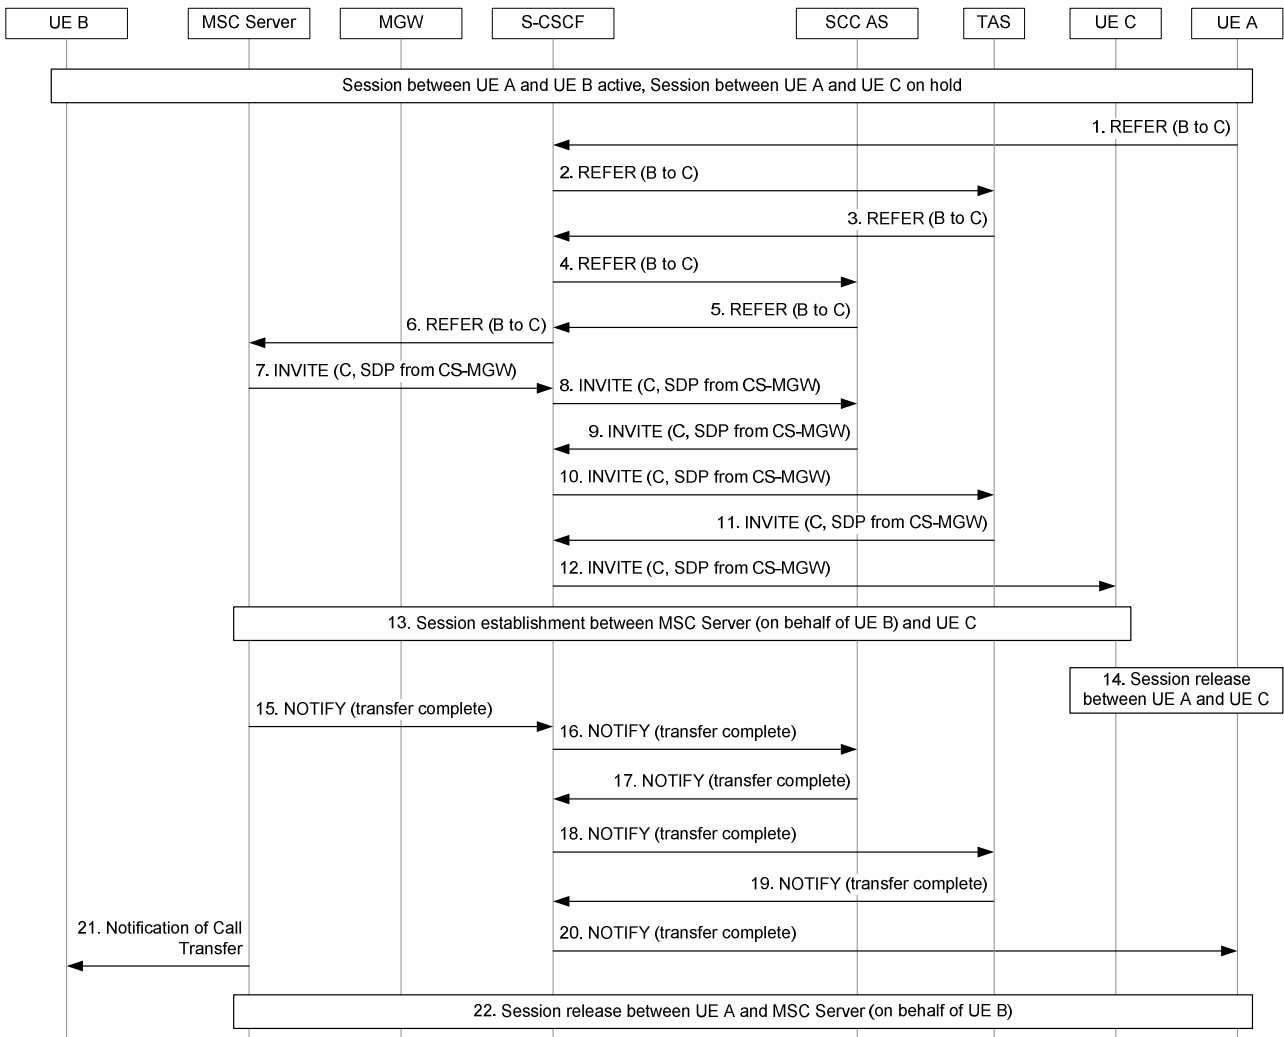 UE B
MSC Server
MGW
S-CSCF
SCC AS
TAS
UE C
UE A
Session between UE A and UE B active, Session between UE A and UE C on hold
1. REFER (B to C)
2. REFER (B to C)
3. REFER (B to C)
4. REFER (B to C)
5. REFER (B to C)
6. REFER (B to C)
7. INVITE (C, SDP from CS-MGW)
8. INVITE (C, SDP from CS-MGW)
9. INVITE (C, SDP from CS-MGW)
10. INVITE (C, SDP from CS-MGW)
11. INVITE (C, SDP from CS-MGW)
12. INVITE (C, SDP from CS-MGW)
13. Session establishment between MSC Server (on behalf of UE B) and UE C
14. Session release
between UE A and UE C
15. NOTIFY (transfer complete)
16. NOTIFY (transfer complete)
17. NOTIFY (transfer complete)
18. NOTIFY (transfer complete)
19. NOTIFY (transfer complete)
20. NOTIFY (transfer complete)
21. Notification of Call
Transfer
22. Session release between UE A and MSC Server (on behalf of UE B)